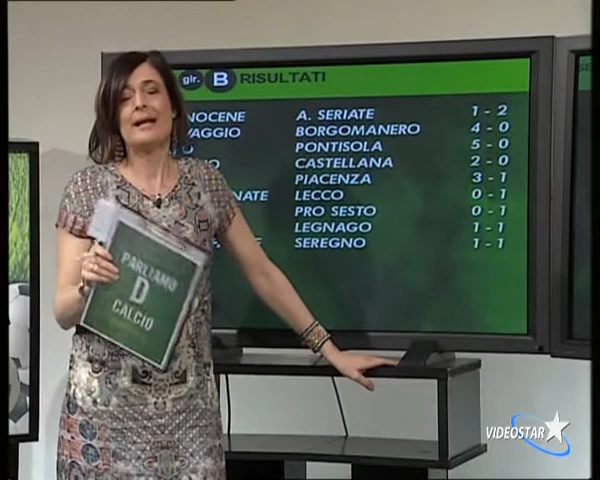 gir. B RISULTATI
NOCENE A. SERIATE 1 - 2
VAGGIO BORGOMANERO 4 - 0
PONTISOLA 5 - 0
CASTELLANA 2 - 0
PIACENZA 3 - 1
NATE LECCO 0 - 1
PRO SESTO 0 - 1
LEGNAGO 1 - 1
SEREGNO 1 - 1
PARLIAMO
D
CALCIO
VIDEOSTAR